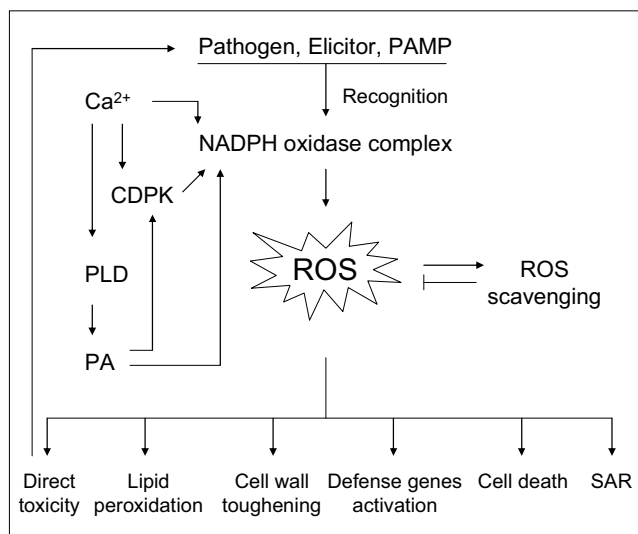 Pathogen, Elicitor, PAMP
Recognition
Ca²⁺
NADPH oxidase complex
CDPK
ROS
ROS
scavenging
PLD
PA
Direct
toxicity
Lipid
peroxidation
Cell wall
toughening
Defense genes
activation
Cell death
SAR